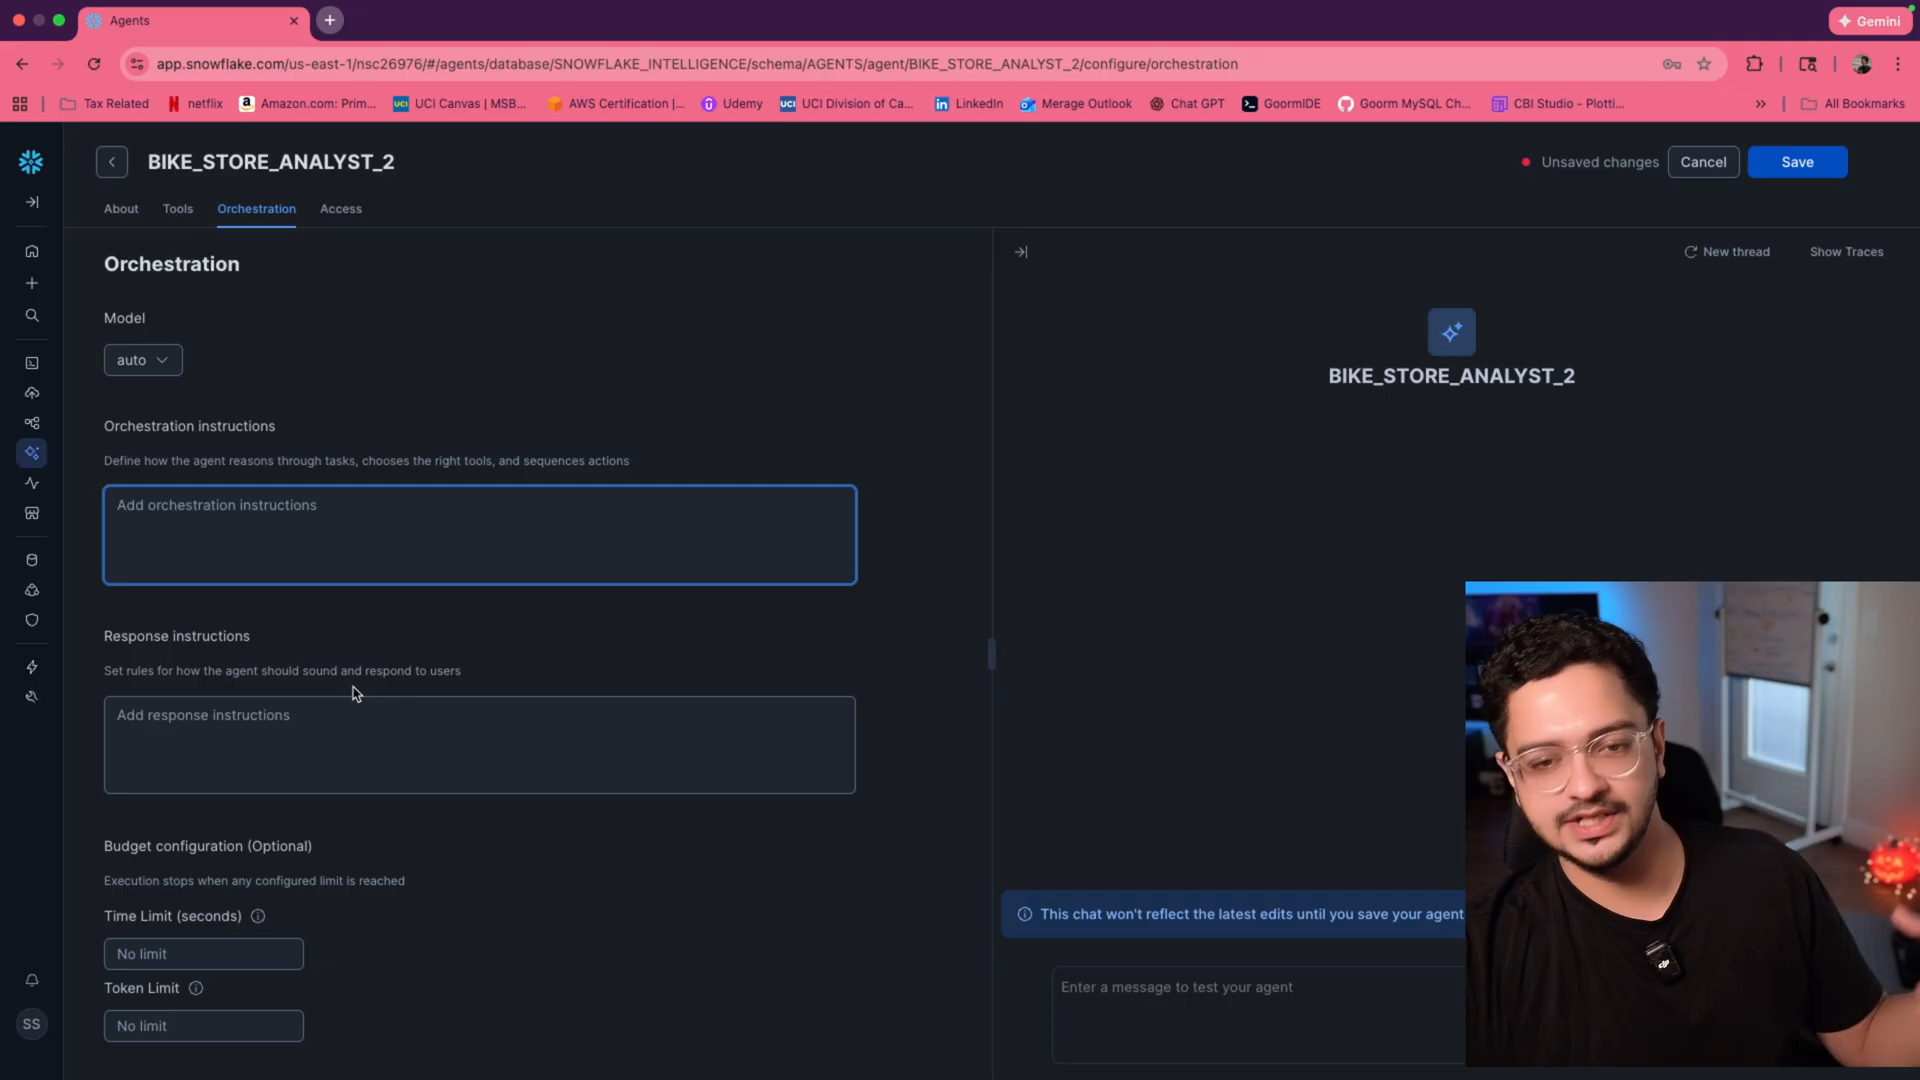 Agents
Gemini
app.snowflake.com/us-east-1/nsc26976/#/agents/database/SNOWFLAKE_INTELLIGENCE/schema/AGENTS/agent/BIKE_STORE_ANALYST_2/configure/orchestration
Tax Related
netflix
Amazon.com: Prim...
UCI Canvas | MSB...
AWS Certification |...
Udemy
UCI Division of Ca...
LinkedIn
Merage Outlook
Chat GPT
GoormIDE
Goorm MySQL Ch...
CBI Studio - Plotti...
All Bookmarks
BIKE_STORE_ANALYST_2
Unsaved changes
Cancel
Save
About
Tools
Orchestration
Access
Orchestration
New thread
Show Traces
Model
auto
BIKE_STORE_ANALYST_2
Orchestration instructions
Define how the agent reasons through tasks, chooses the right tools, and sequences actions
Add orchestration instructions
Response instructions
Set rules for how the agent should sound and respond to users
Add response instructions
Budget configuration (Optional)
Execution stops when any configured limit is reached
Time Limit (seconds)
No limit
Token Limit
No limit
This chat won't reflect the latest edits until you save your agent
Enter a message to test your agent
SS